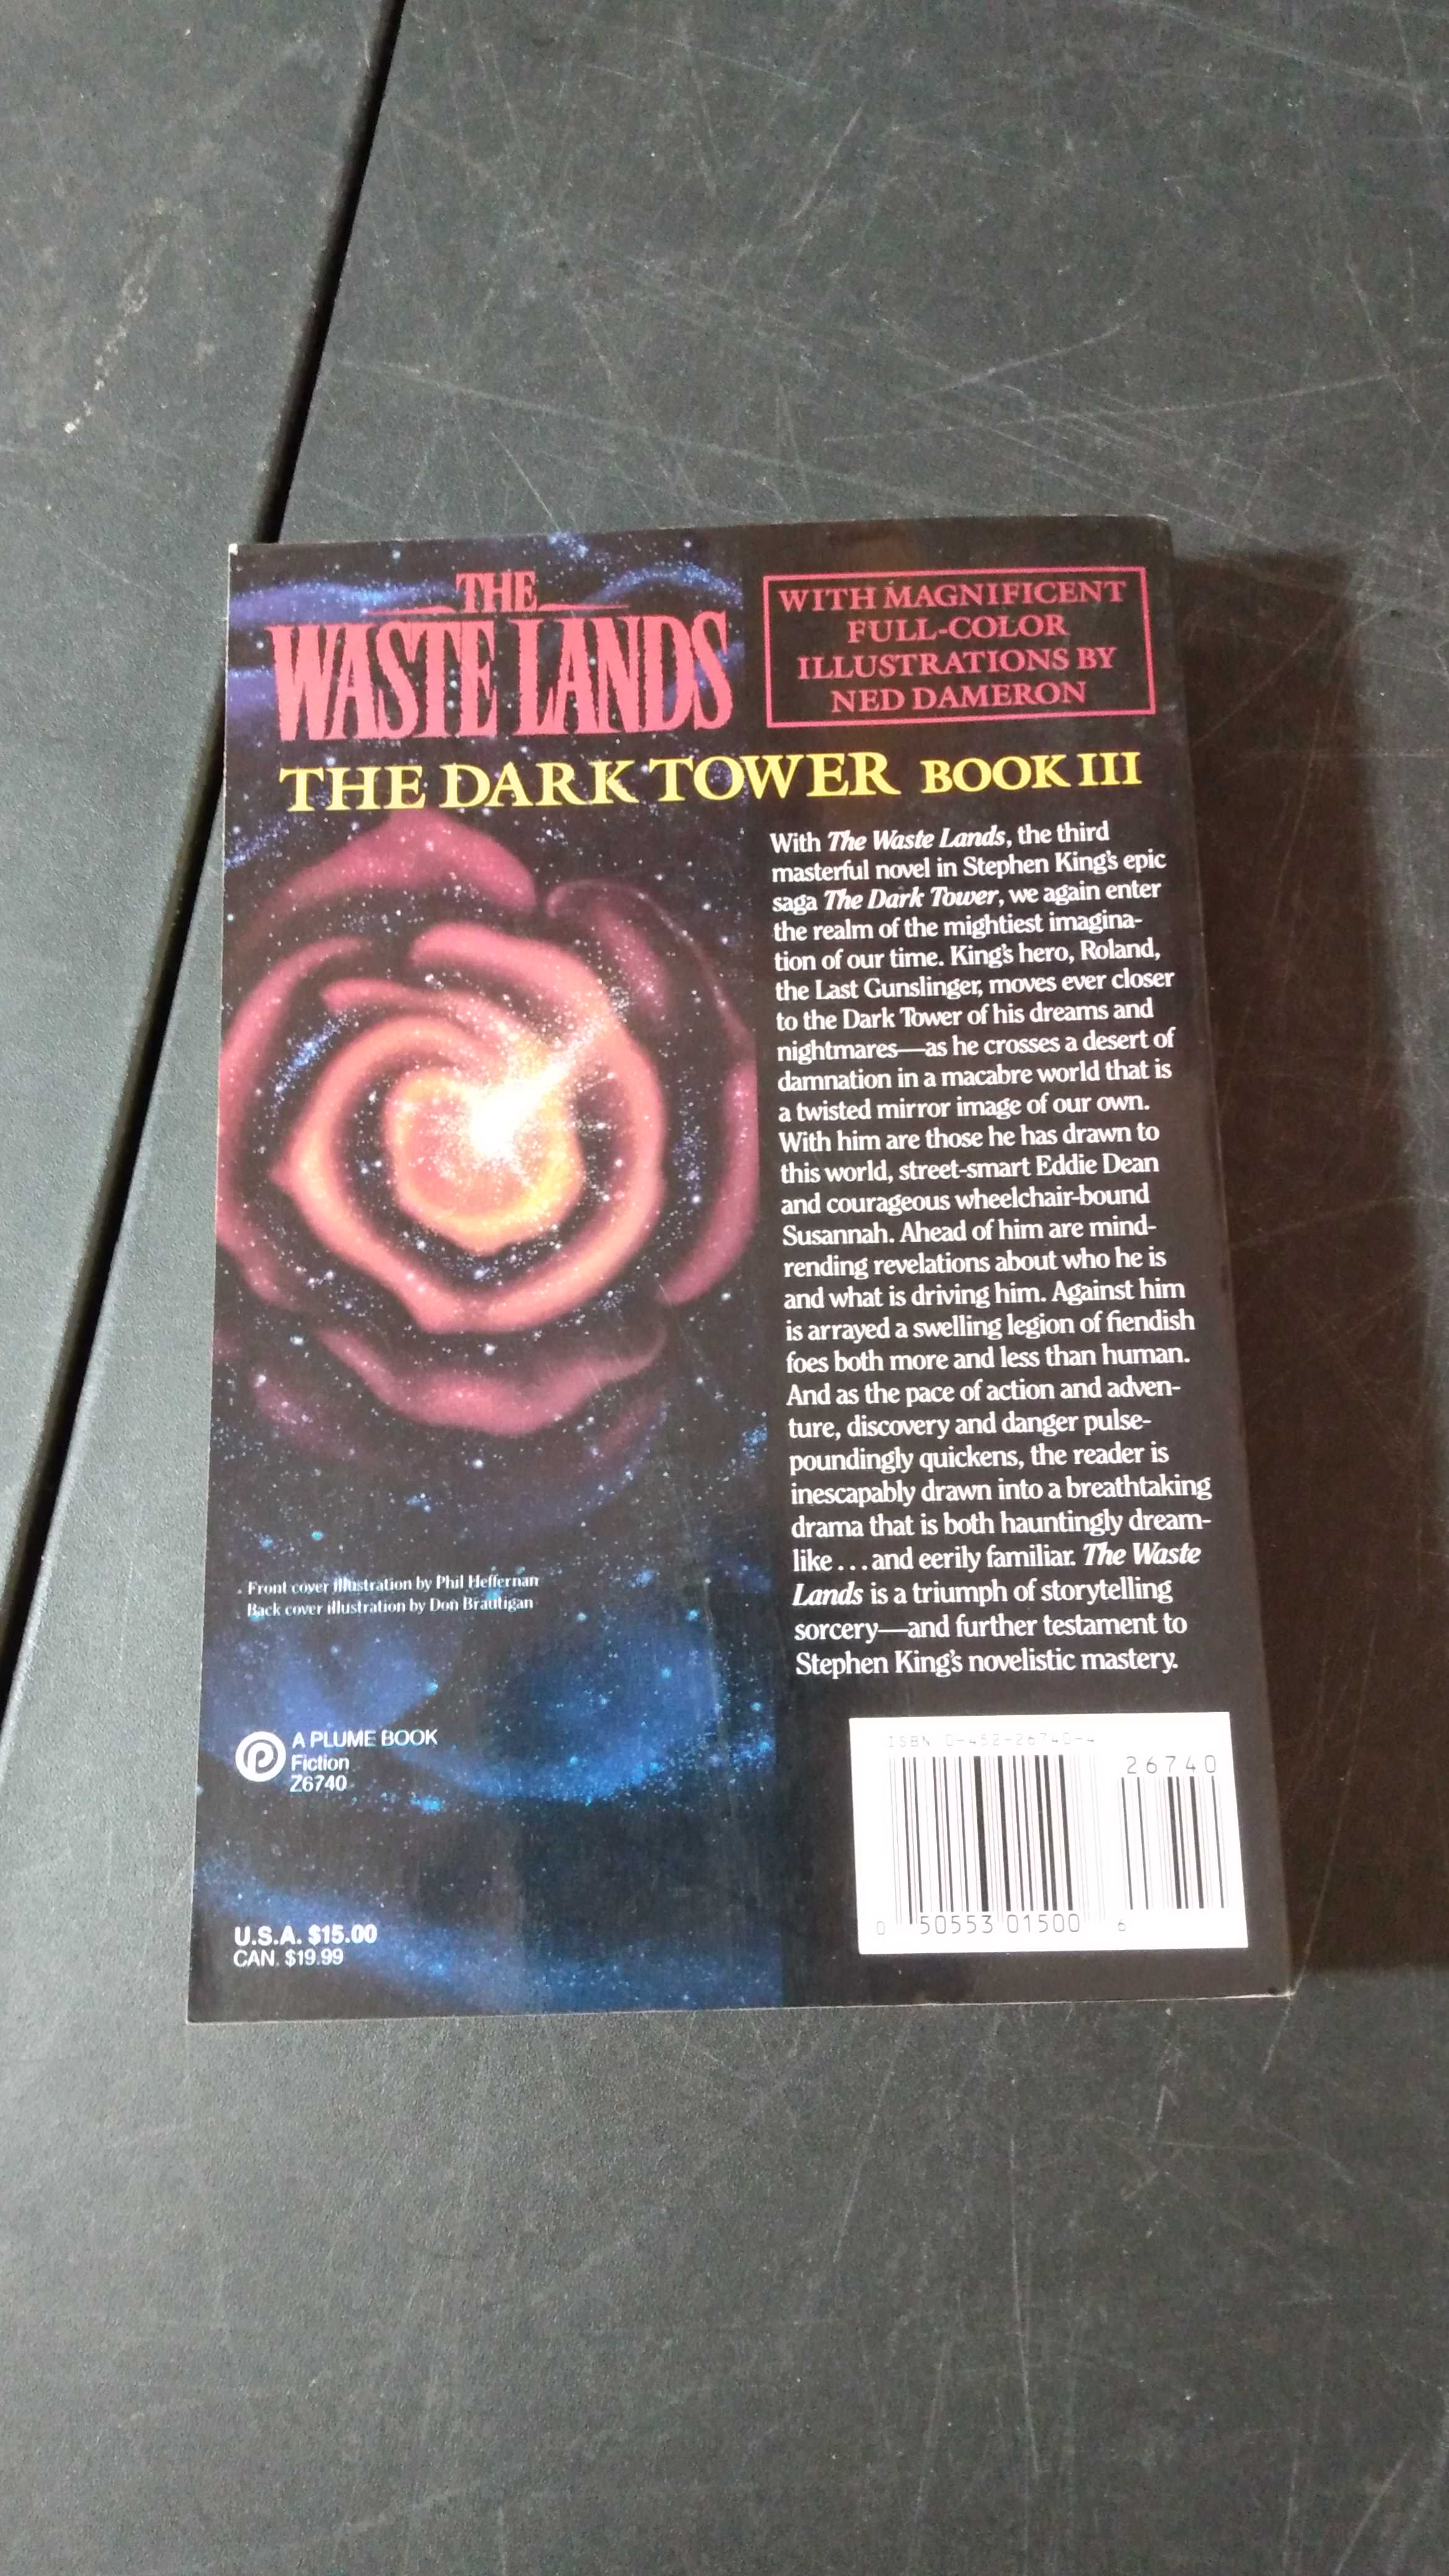 THE
WASTE LANDS
WITH MAGNIFICENT
FULL-COLOR
ILLUSTRATIONS BY
NED DAMERON
THE DARK TOWER BOOK III
With The Waste Lands, the third
masterful novel in Stephen King's epic
saga The Dark Tower, we again enter
the realm of the mightiest imagina-
tion of our time. King's hero, Roland,
the Last Gunslinger, moves ever closer
to the Dark Tower of his dreams and
nightmares—as he crosses a desert of
damnation in a macabre world that is
a twisted mirror image of our own.
With him are those he has drawn to
this world, street-smart Eddie Dean
and courageous wheelchair-bound
Susannah. Ahead of him are mind-
rending revelations about who he is
and what is driving him. Against him
is arrayed a swelling legion of fiendish
foes both more and less than human.
And as the pace of action and adven-
ture, discovery and danger pulse-
poundingly quickens, the reader is
inescapably drawn into a breathtaking
drama that is both hauntingly dream-
like...and eerily familiar. The Waste
Lands is a triumph of storytelling
sorcery—and further testament to
Stephen King's novelistic mastery.
Front cover illustration by Phil Heffernan
Back cover illustration by Don Brautigan
A PLUME BOOK
Fiction
Z6740
U.S.A. $15.00
CAN. $19.99
ISBN 0-452-26740-4
26740
0 50553 01500 6